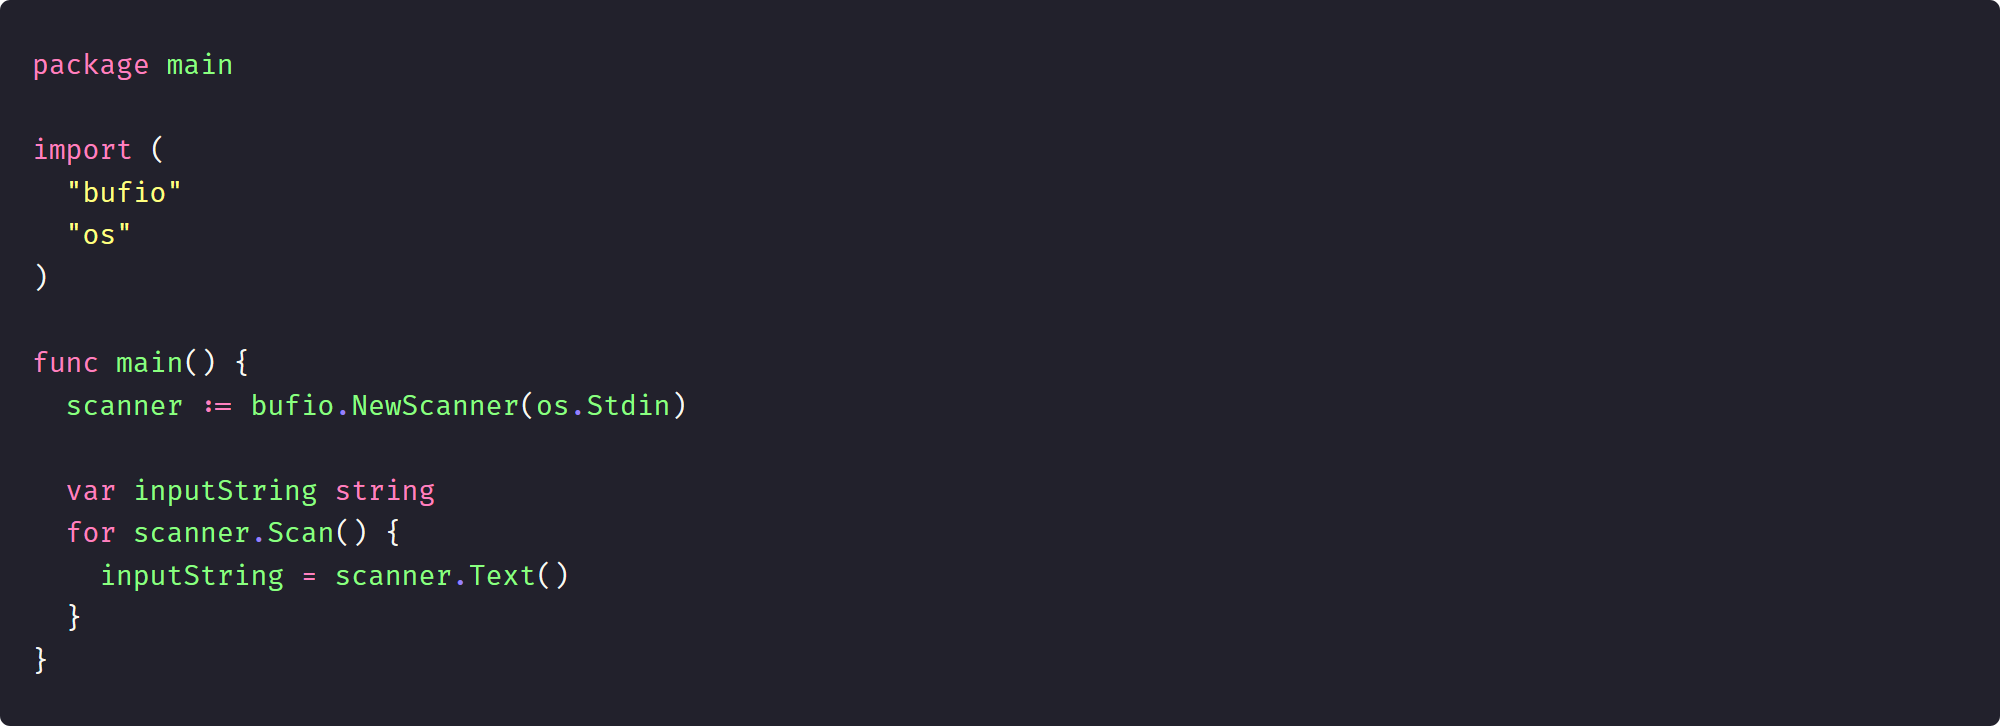 package main
import (
"bufio"
"os"
)
func main() {
scanner := bufio.NewScanner(os.Stdin)
var inputString string
for scanner.Scan() {
inputString = scanner.Text()
}
}